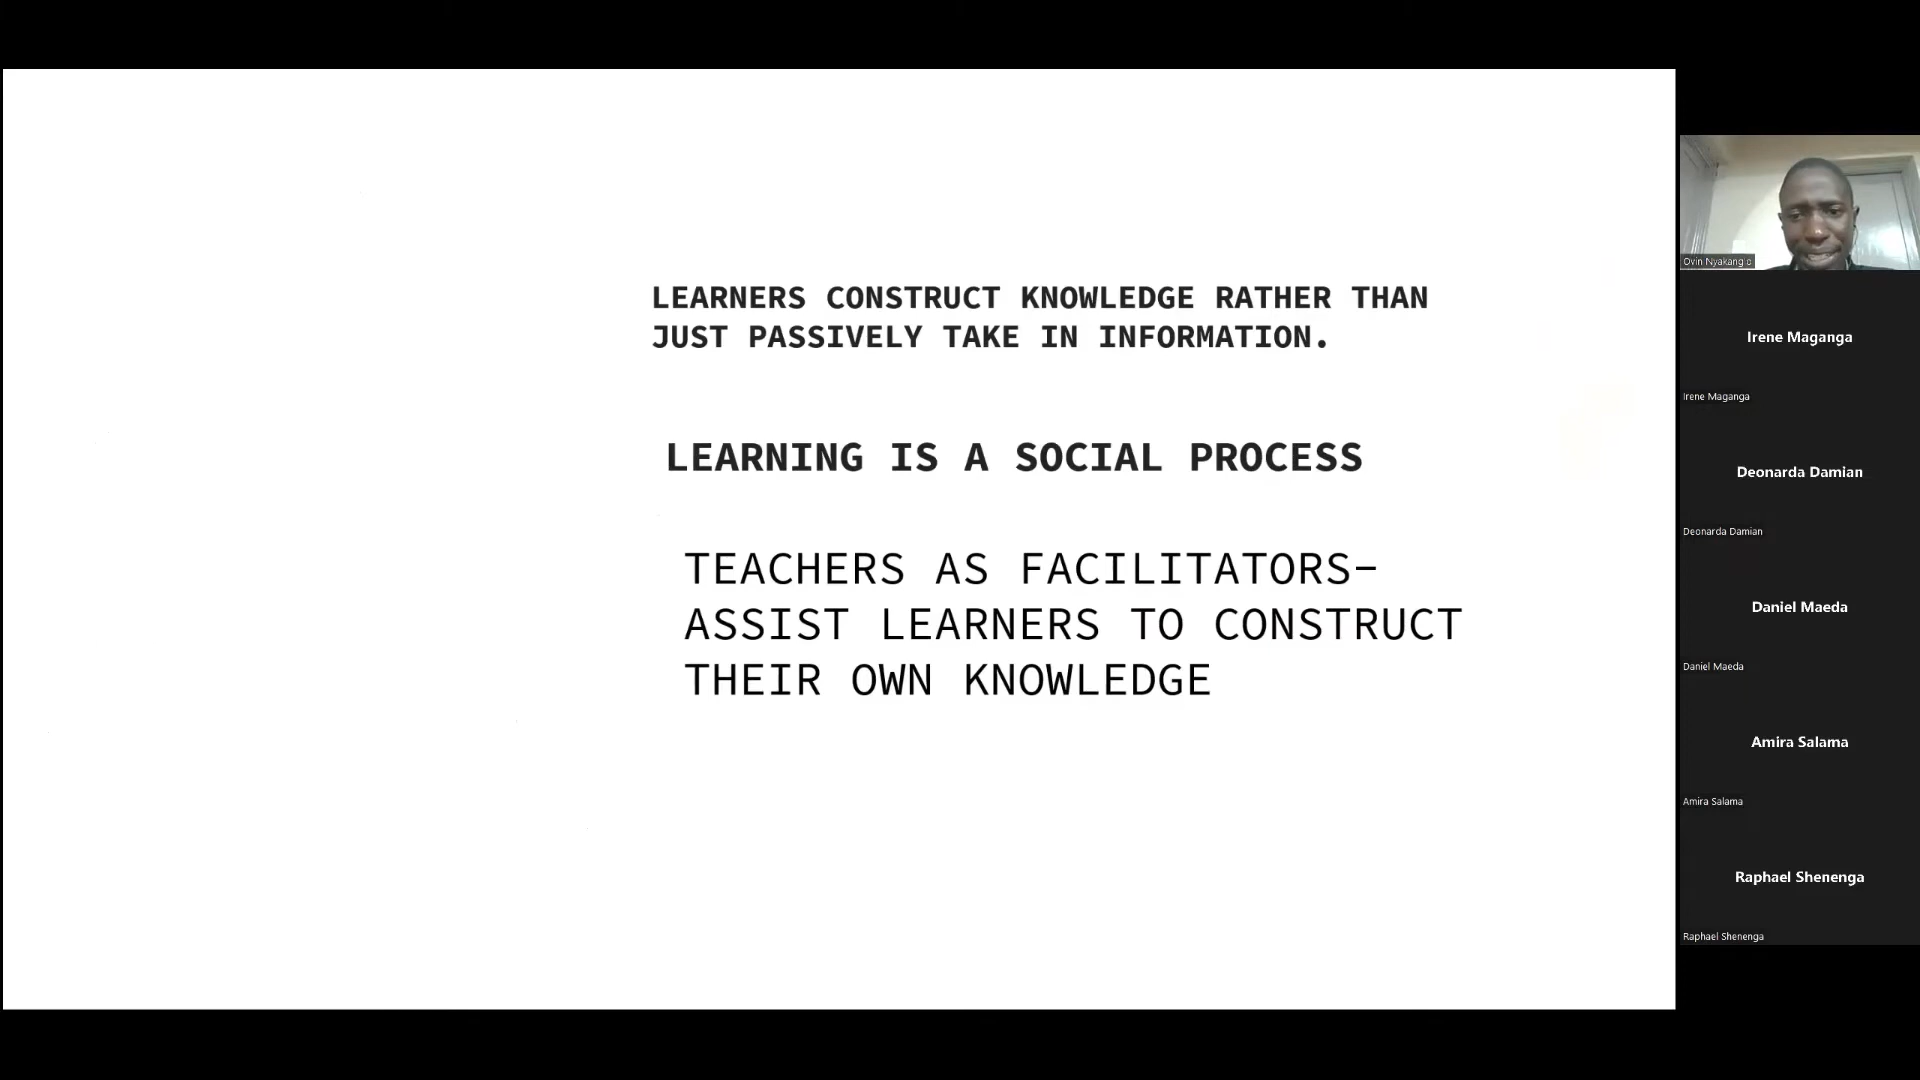 LEARNERS CONSTRUCT KNOWLEDGE RATHER THAN
JUST PASSIVELY TAKE IN INFORMATION.
LEARNING IS A SOCIAL PROCESS
TEACHERS AS FACILITATORS-
ASSIST LEARNERS TO CONSTRUCT
THEIR OWN KNOWLEDGE
Ovin Nyakang'o
Irene Maganga
Irene Maganga
Deonarda Damian
Deonarda Damian
Daniel Maeda
Daniel Maeda
Amira Salama
Amira Salama
Raphael Shenenga
Raphael Shenenga